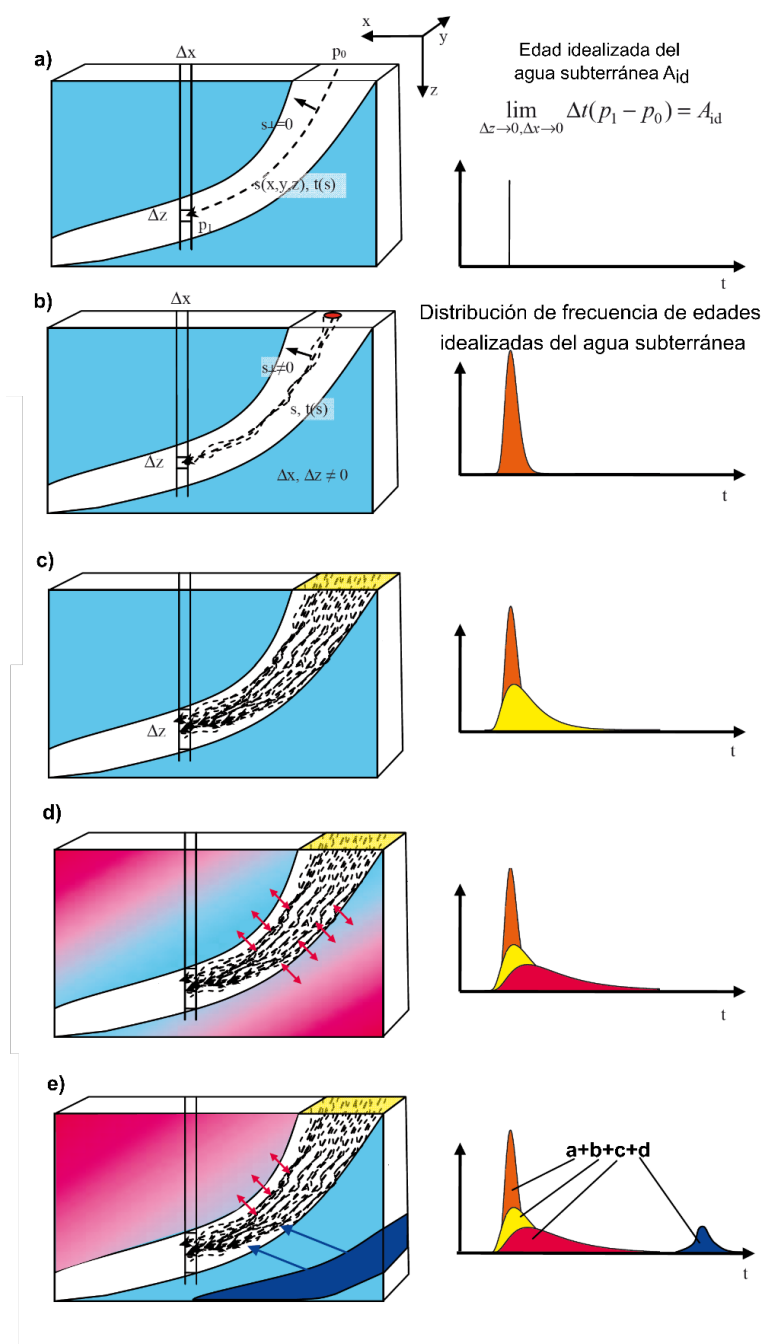 a)
Δx
p₀
x
y
z
s⊥=0
s(x,y,z), t(s)
Δz
p₁
Edad idealizada del
agua subterránea Aid
lim Δt(p₁ − p₀) = Aid
Δz→0,Δx→0
t
b)
Δx
s⊥≠0
s, t(s)
Δz
Δx, Δz ≠ 0
Distribución de frecuencia de edades
idealizadas del agua subterránea
t
c)
Δz
t
d)
t
e)
a+b+c+d
t